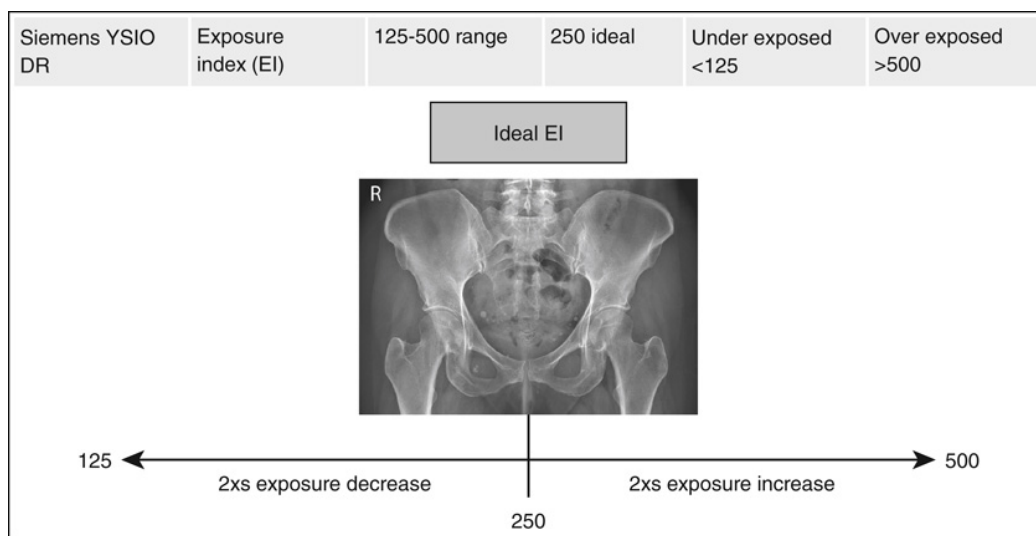 Siemens YSIO DR
Exposure index (EI)
125-500 range
250 ideal
Under exposed <125
Over exposed >500
Ideal EI
R
125
2xs exposure decrease
2xs exposure increase
500
250